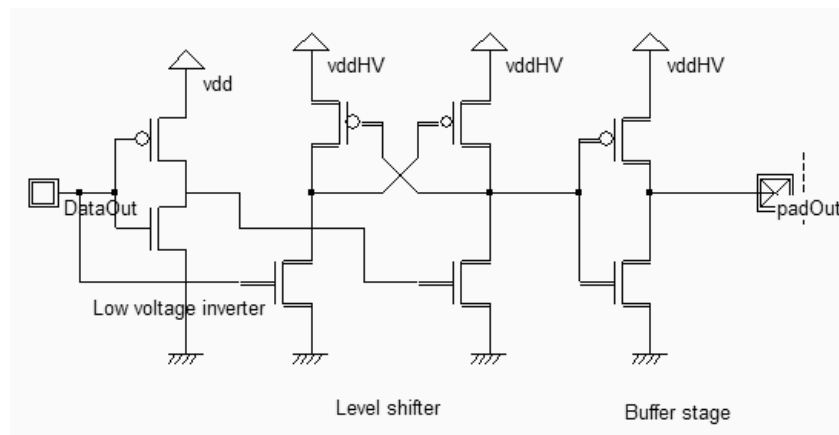 vddHV
vddHV
vddHV
vdd
DataOut
padOut
Low voltage inverter
Level shifter
Buffer stage